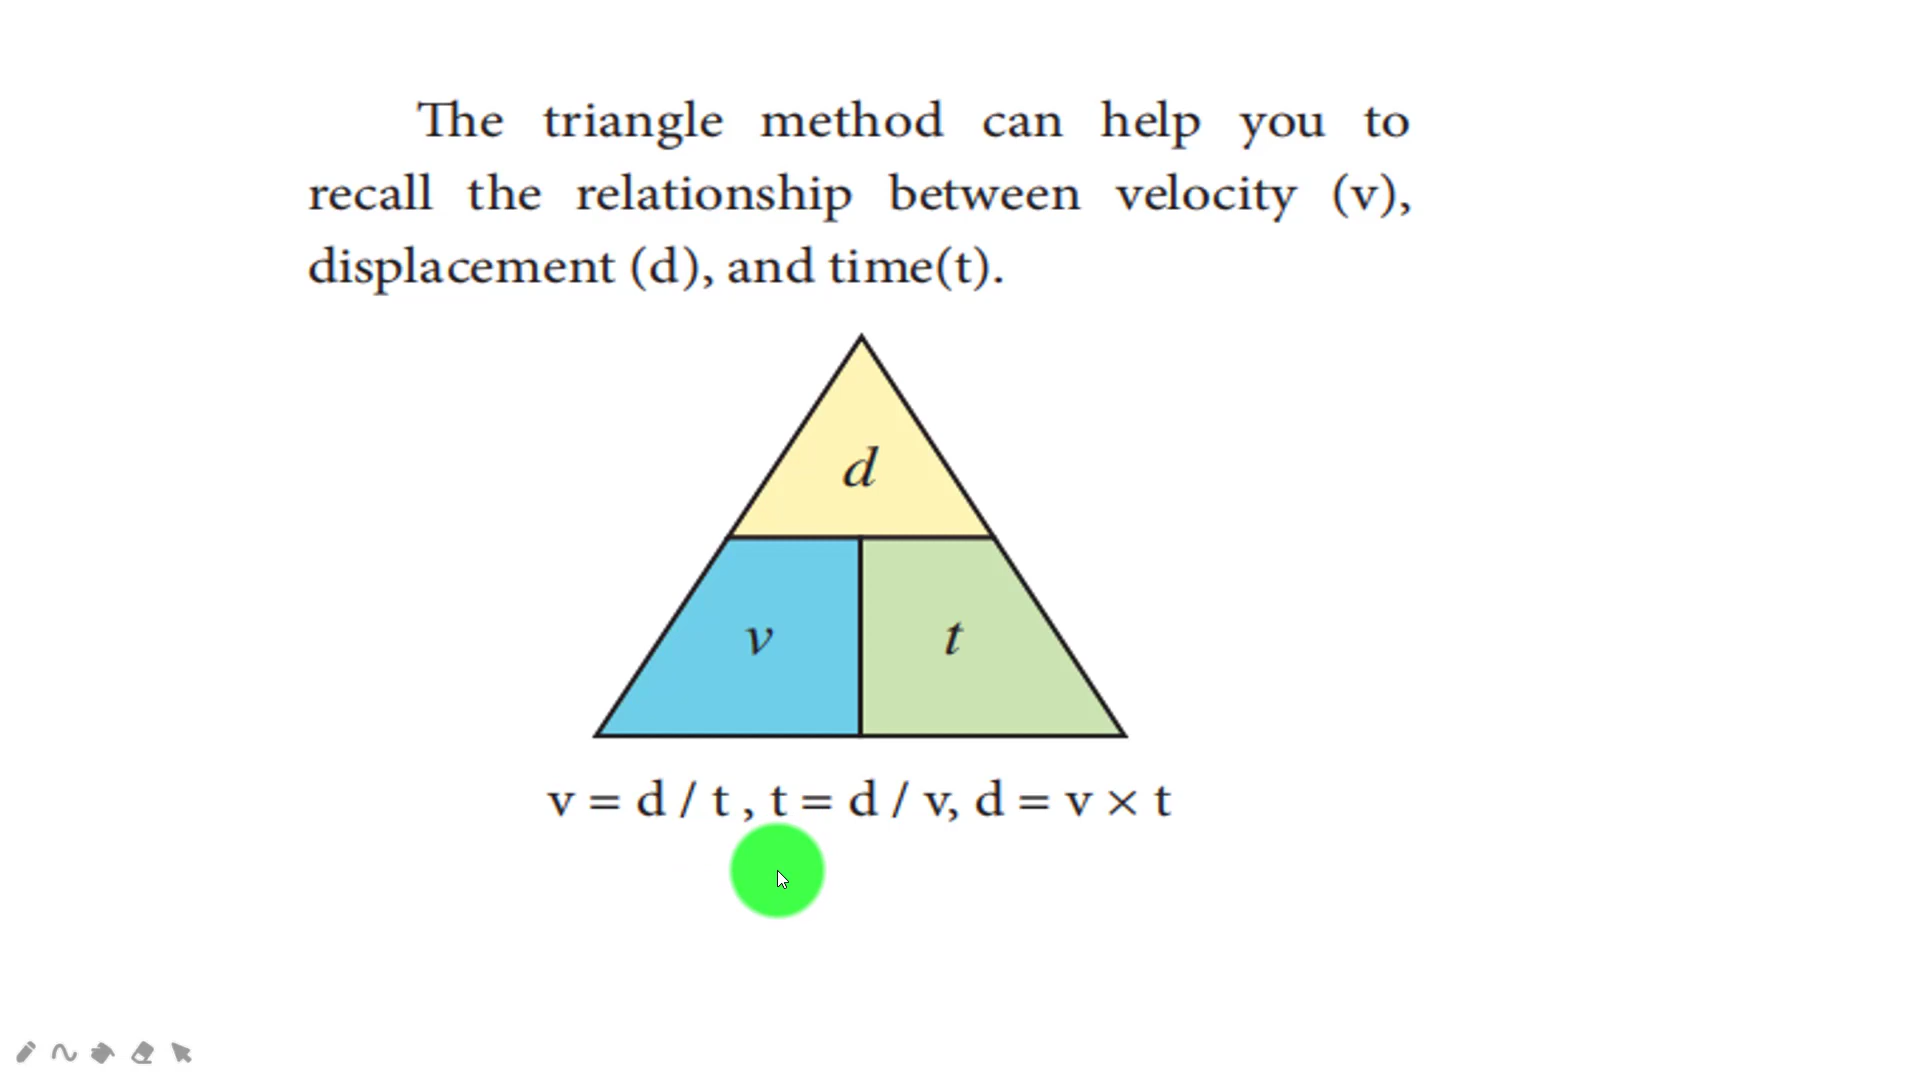 The triangle method can help you to
recall the relationship between velocity (v),
displacement (d), and time(t).
d
v t
v = d / t , t = d / v, d = v × t